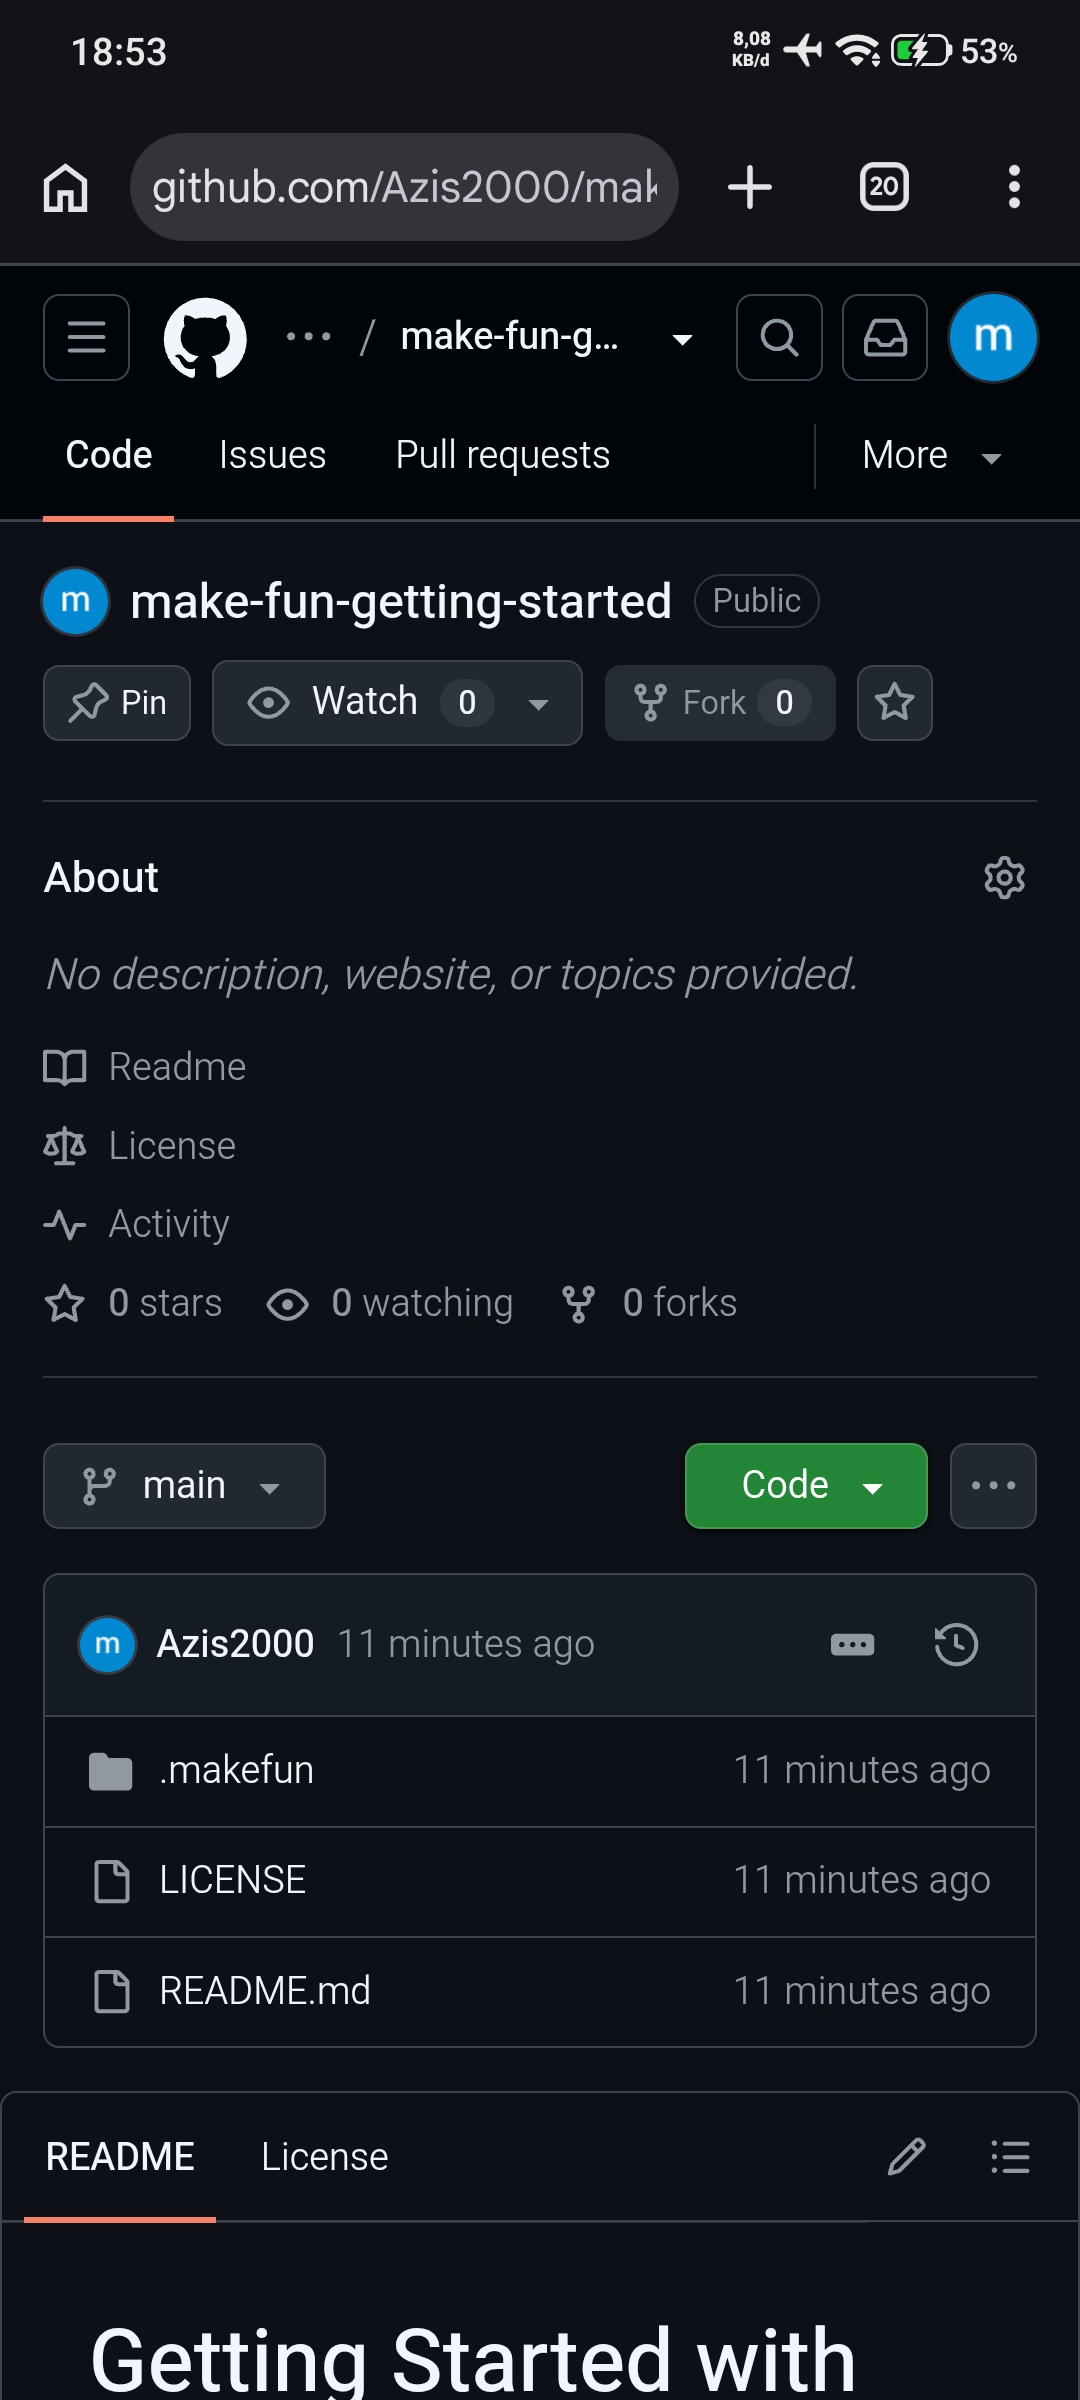 18:53
8,08
KB/d
53%
github.com/Azis2000/mak
20
... / make-fun-g...
m
Code
Issues
Pull requests
More
m
make-fun-getting-started
Public
Pin
Watch 0
Fork 0
About
No description, website, or topics provided.
Readme
License
Activity
0 stars
0 watching
0 forks
main
Code
m
Azis2000 11 minutes ago
.makefun 11 minutes ago
LICENSE 11 minutes ago
README.md 11 minutes ago
README
License
Getting Started with